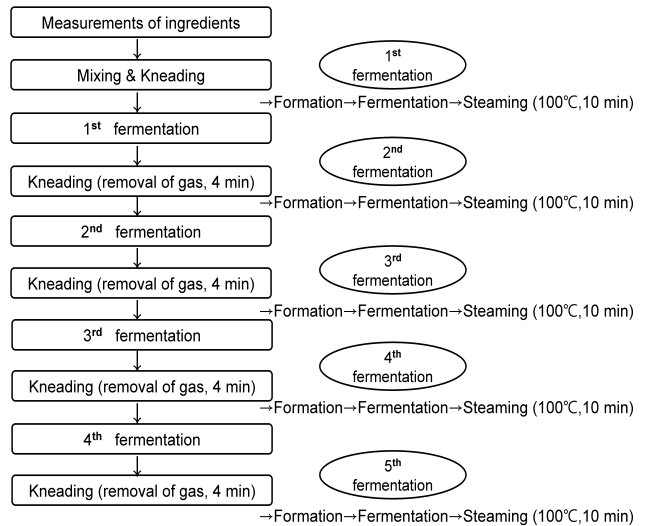 Measurements of ingredients
Mixing & Kneading
1st fermentation
Kneading (removal of gas, 4 min)
2nd fermentation
Kneading (removal of gas, 4 min)
3rd fermentation
Kneading (removal of gas, 4 min)
4th fermentation
Kneading (removal of gas, 4 min)
1st
fermentation
→Formation→Fermentation→Steaming (100℃,10 min)
2nd
fermentation
→Formation→Fermentation→Steaming (100℃,10 min)
3rd
fermentation
→Formation→Fermentation→Steaming (100℃,10 min)
4th
fermentation
→Formation→Fermentation→Steaming (100℃,10 min)
5th
fermentation
→Formation→Fermentation→Steaming (100℃,10 min)